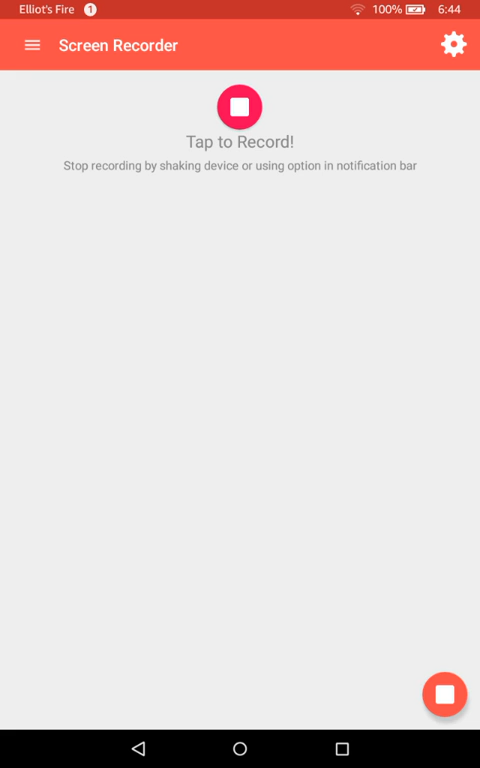 Elliot's Fire 1 100% 6:44
Screen Recorder
Tap to Record!
Stop recording by shaking device or using option in notification bar